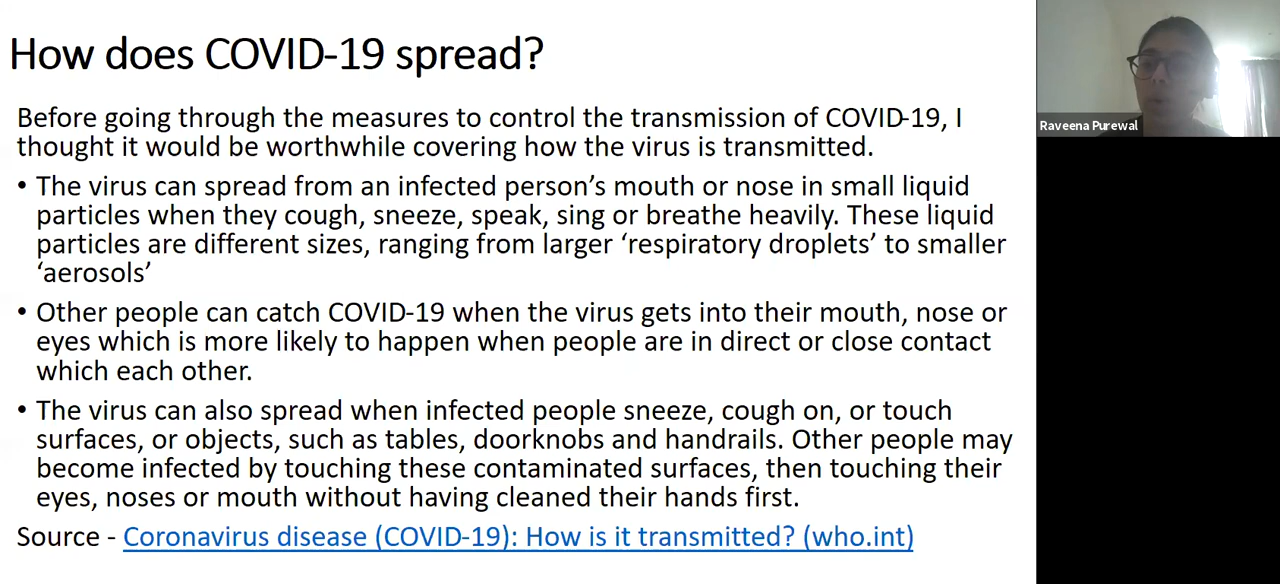 How does COVID-19 spread?
Before going through the measures to control the transmission of COVID-19, I
thought it would be worthwhile covering how the virus is transmitted.
• The virus can spread from an infected person’s mouth or nose in small liquid
particles when they cough, sneeze, speak, sing or breathe heavily. These liquid
particles are different sizes, ranging from larger ‘respiratory droplets’ to smaller
‘aerosols’
• Other people can catch COVID-19 when the virus gets into their mouth, nose or
eyes which is more likely to happen when people are in direct or close contact
which each other.
• The virus can also spread when infected people sneeze, cough on, or touch
surfaces, or objects, such as tables, doorknobs and handrails. Other people may
become infected by touching these contaminated surfaces, then touching their
eyes, noses or mouth without having cleaned their hands first.
Source - Coronavirus disease (COVID-19): How is it transmitted? (who.int)
Raveena Purewal